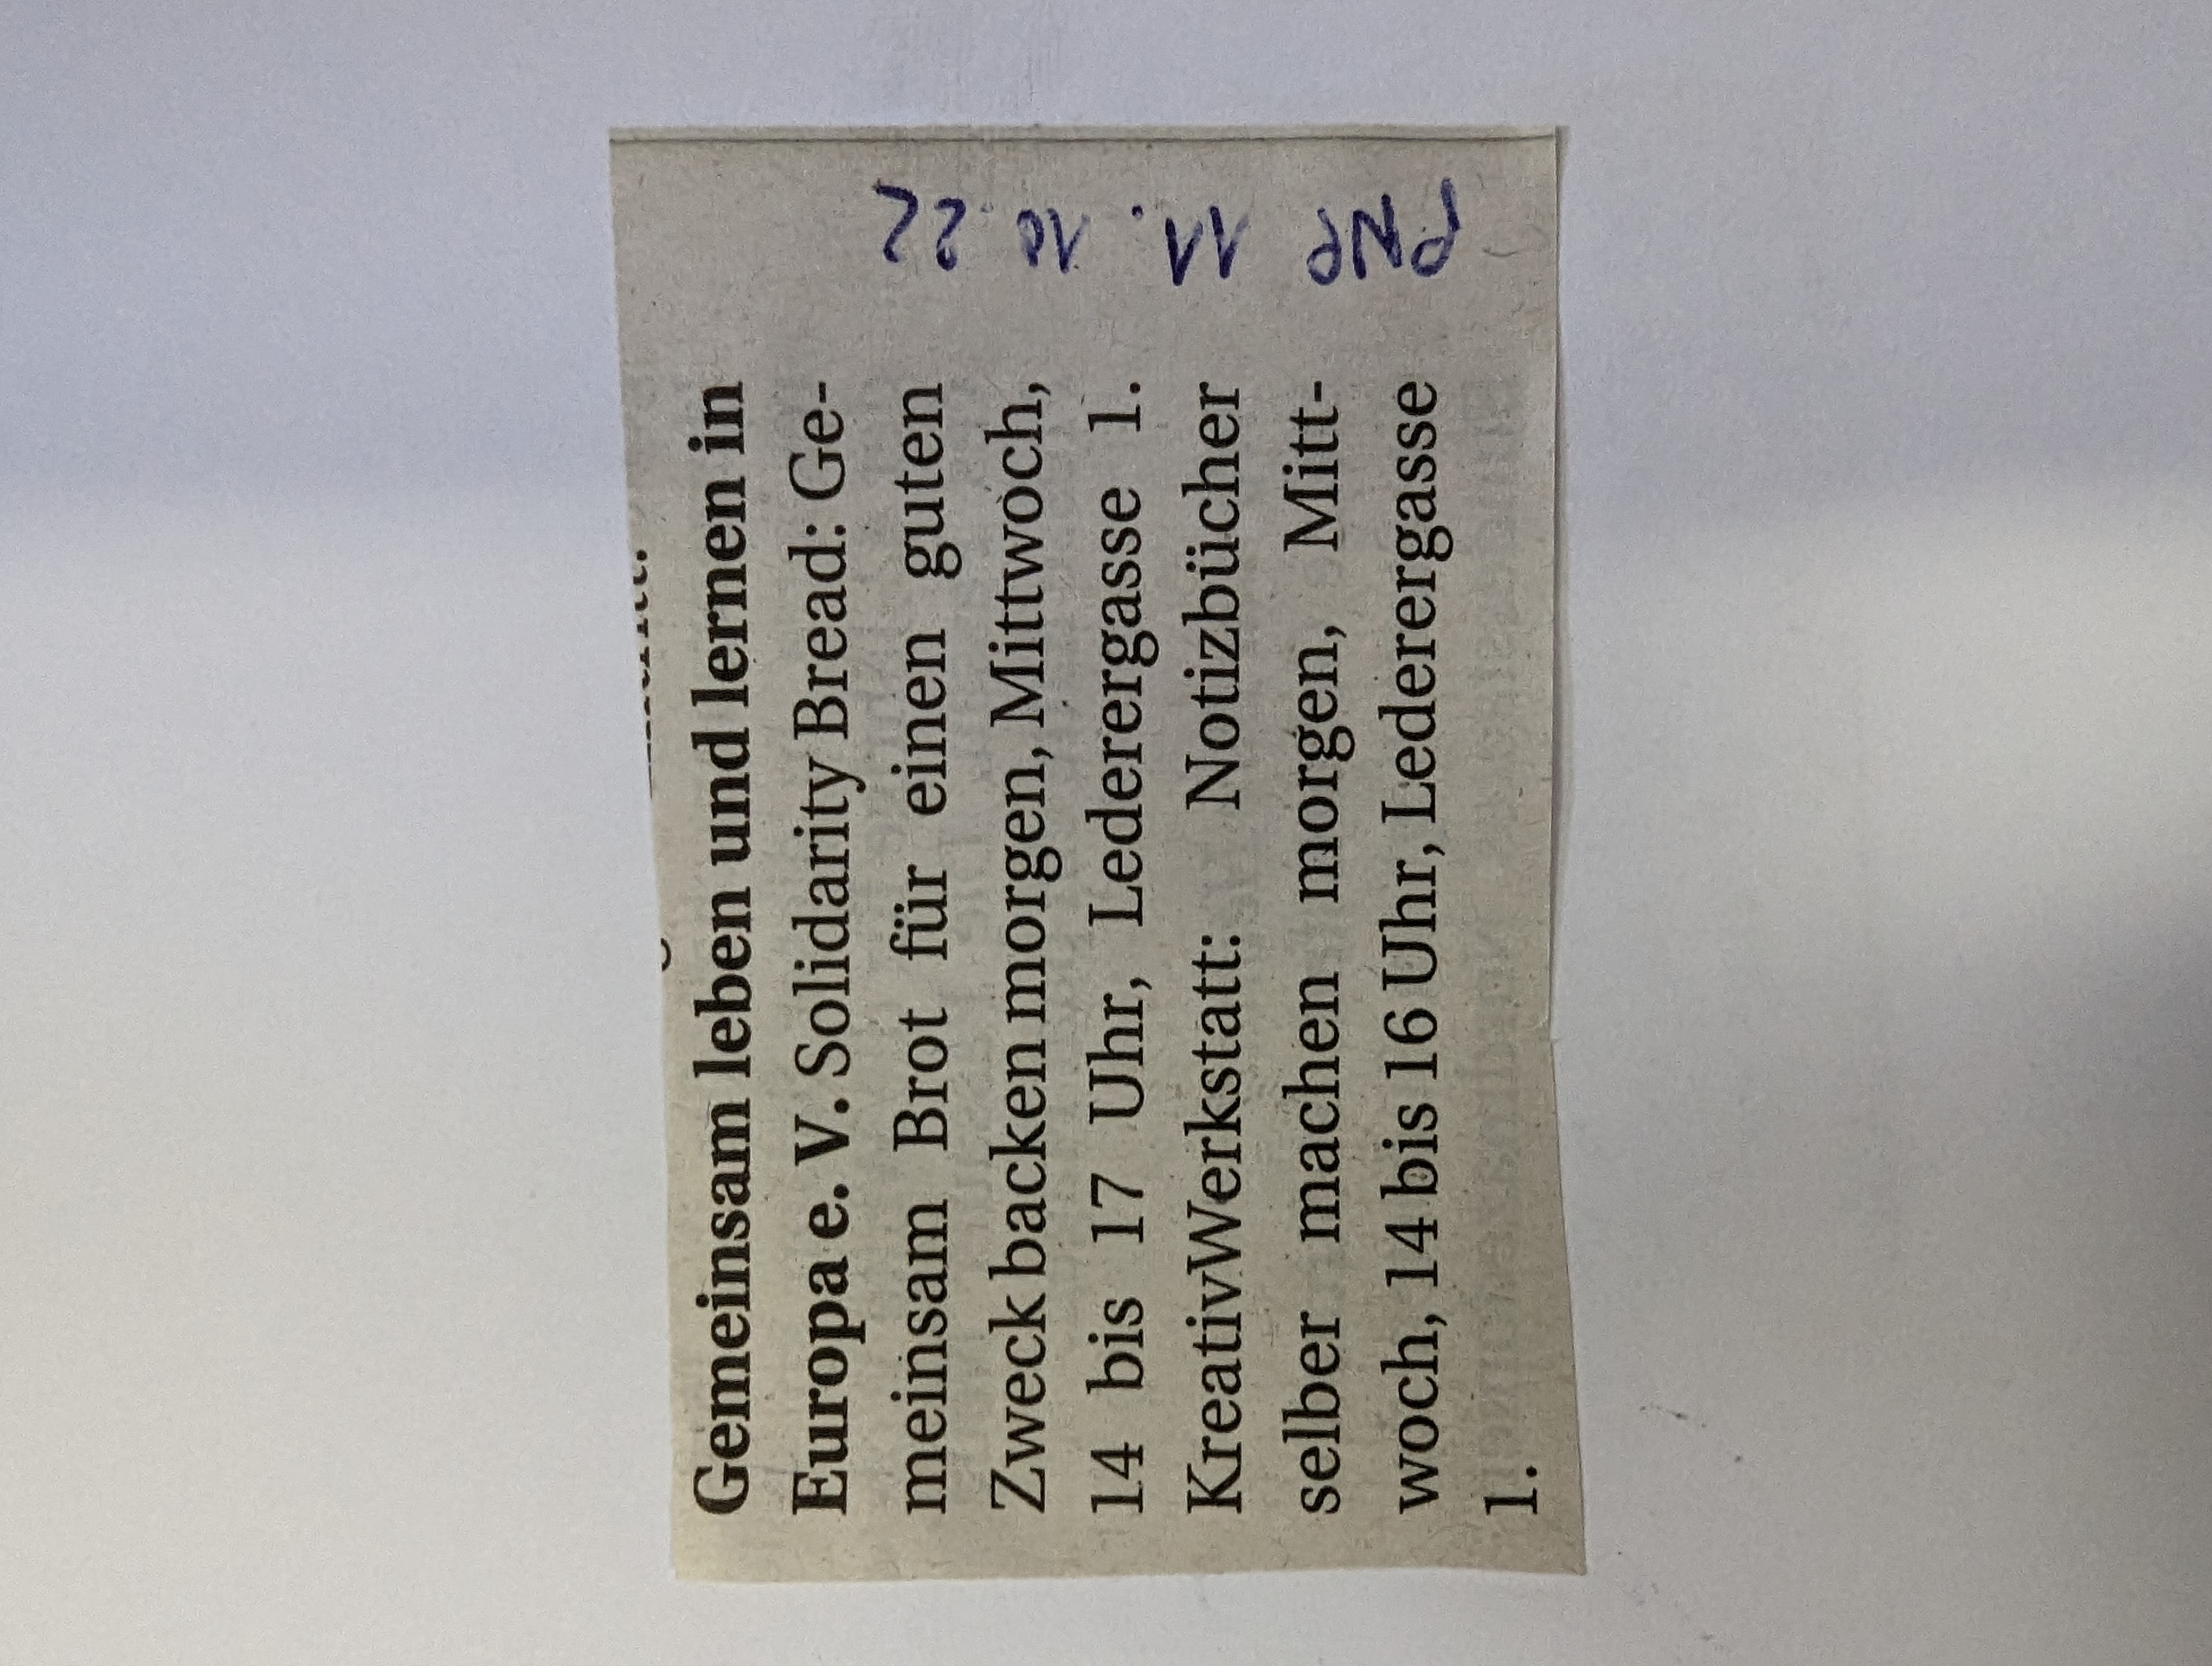 Gemeinsam leben und lernen in
Europa e. V. Solidarity Bread: Ge-
meinsam Brot für einen guten
Zweck backen morgen, Mittwoch,
14 bis 17 Uhr, Lederergasse 1.
KreativWerkstatt: Notizbücher
selber machen morgen, Mitt-
woch, 14 bis 16 Uhr, Lederergasse
1.
PNP 11. 10 22